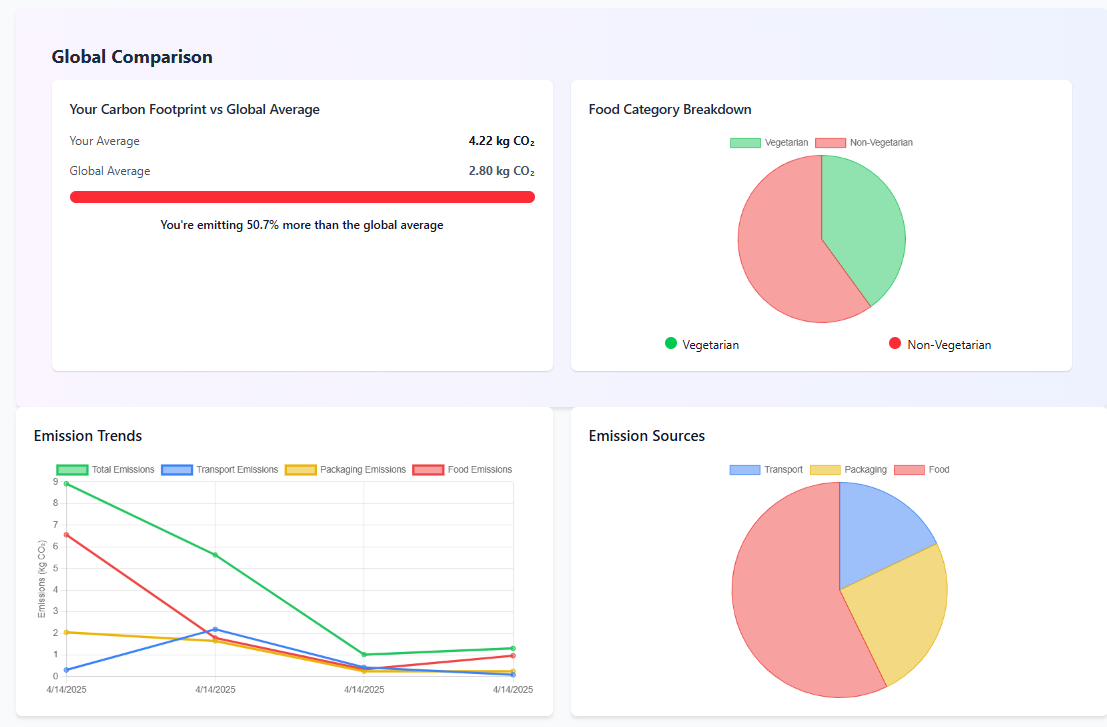 Global Comparison
Your Carbon Footprint vs Global Average
Your Average 4.22 kg CO₂
Global Average 2.80 kg CO₂
You're emitting 50.7% more than the global average
Food Category Breakdown
Vegetarian Non-Vegetarian
Vegetarian Non-Vegetarian
Emission Trends
Total Emissions Transport Emissions Packaging Emissions Food Emissions
Emissions (kg CO₂)
9
8
7
6
5
4
3
2
1
0
4/14/2025 4/14/2025 4/14/2025 4/14/2025
Emission Sources
Transport Packaging Food